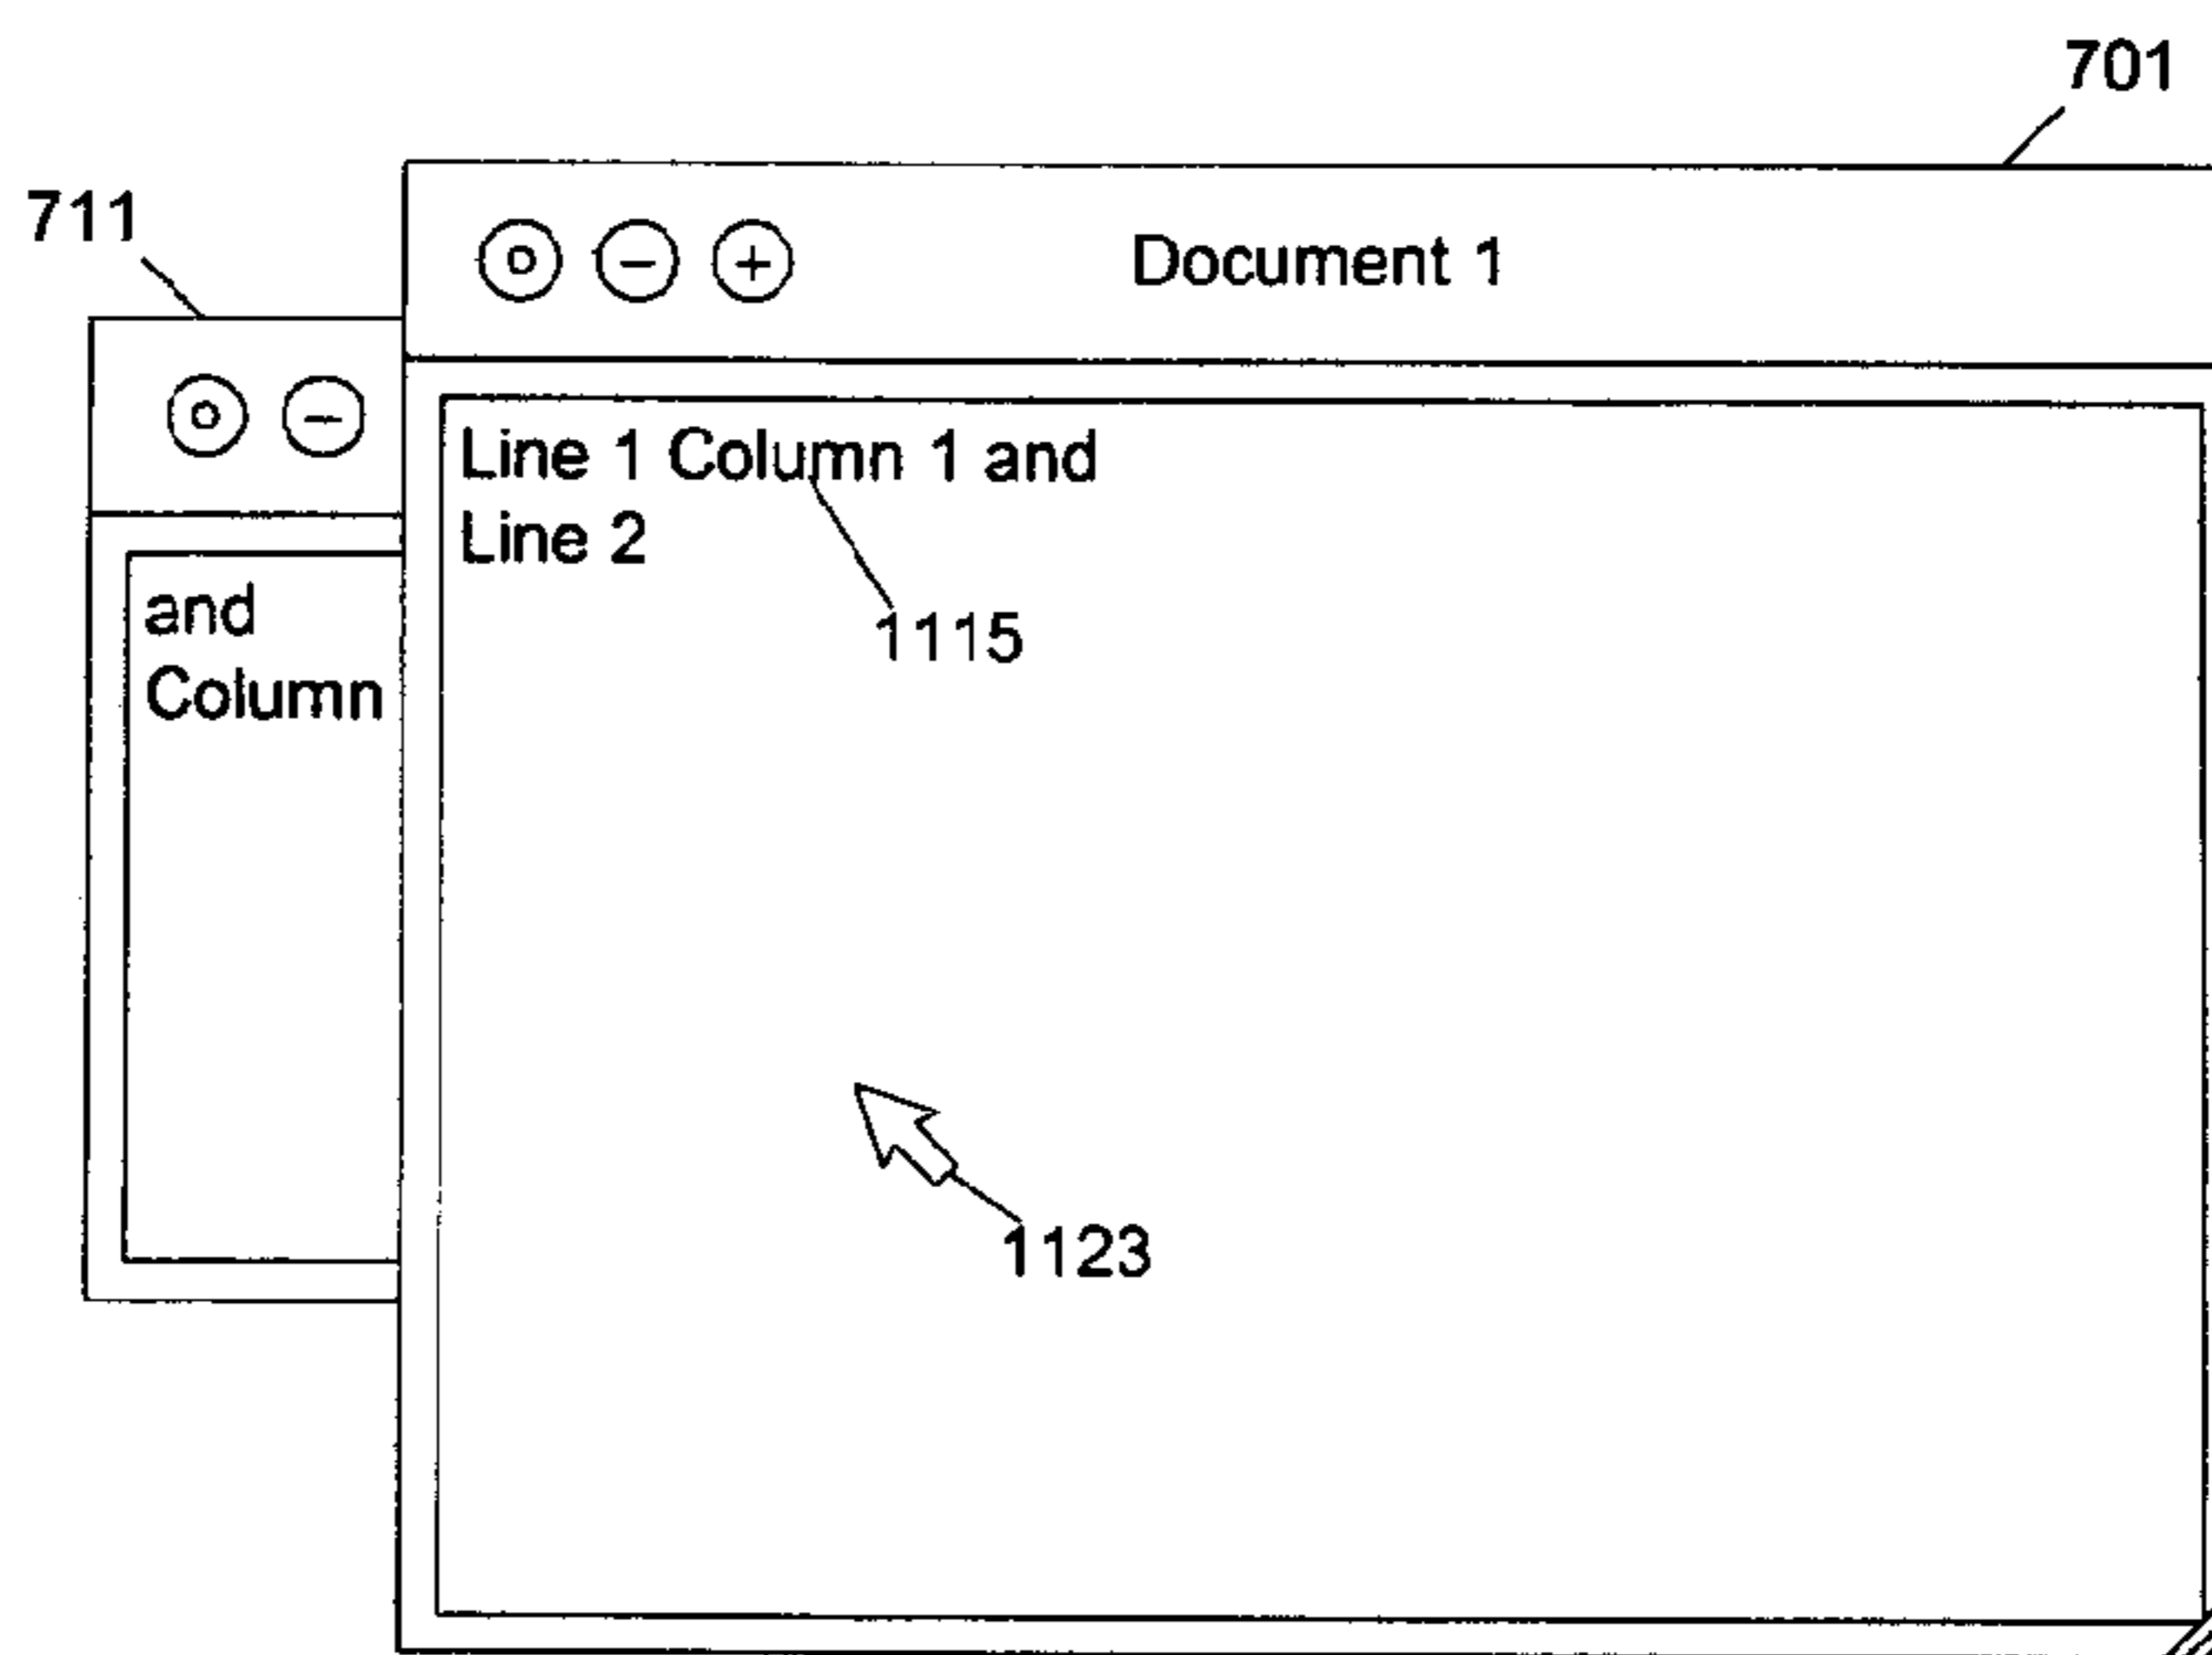 701
711
Document 1
Line 1 Column 1 and
Line 2
1115
and
Column
1123